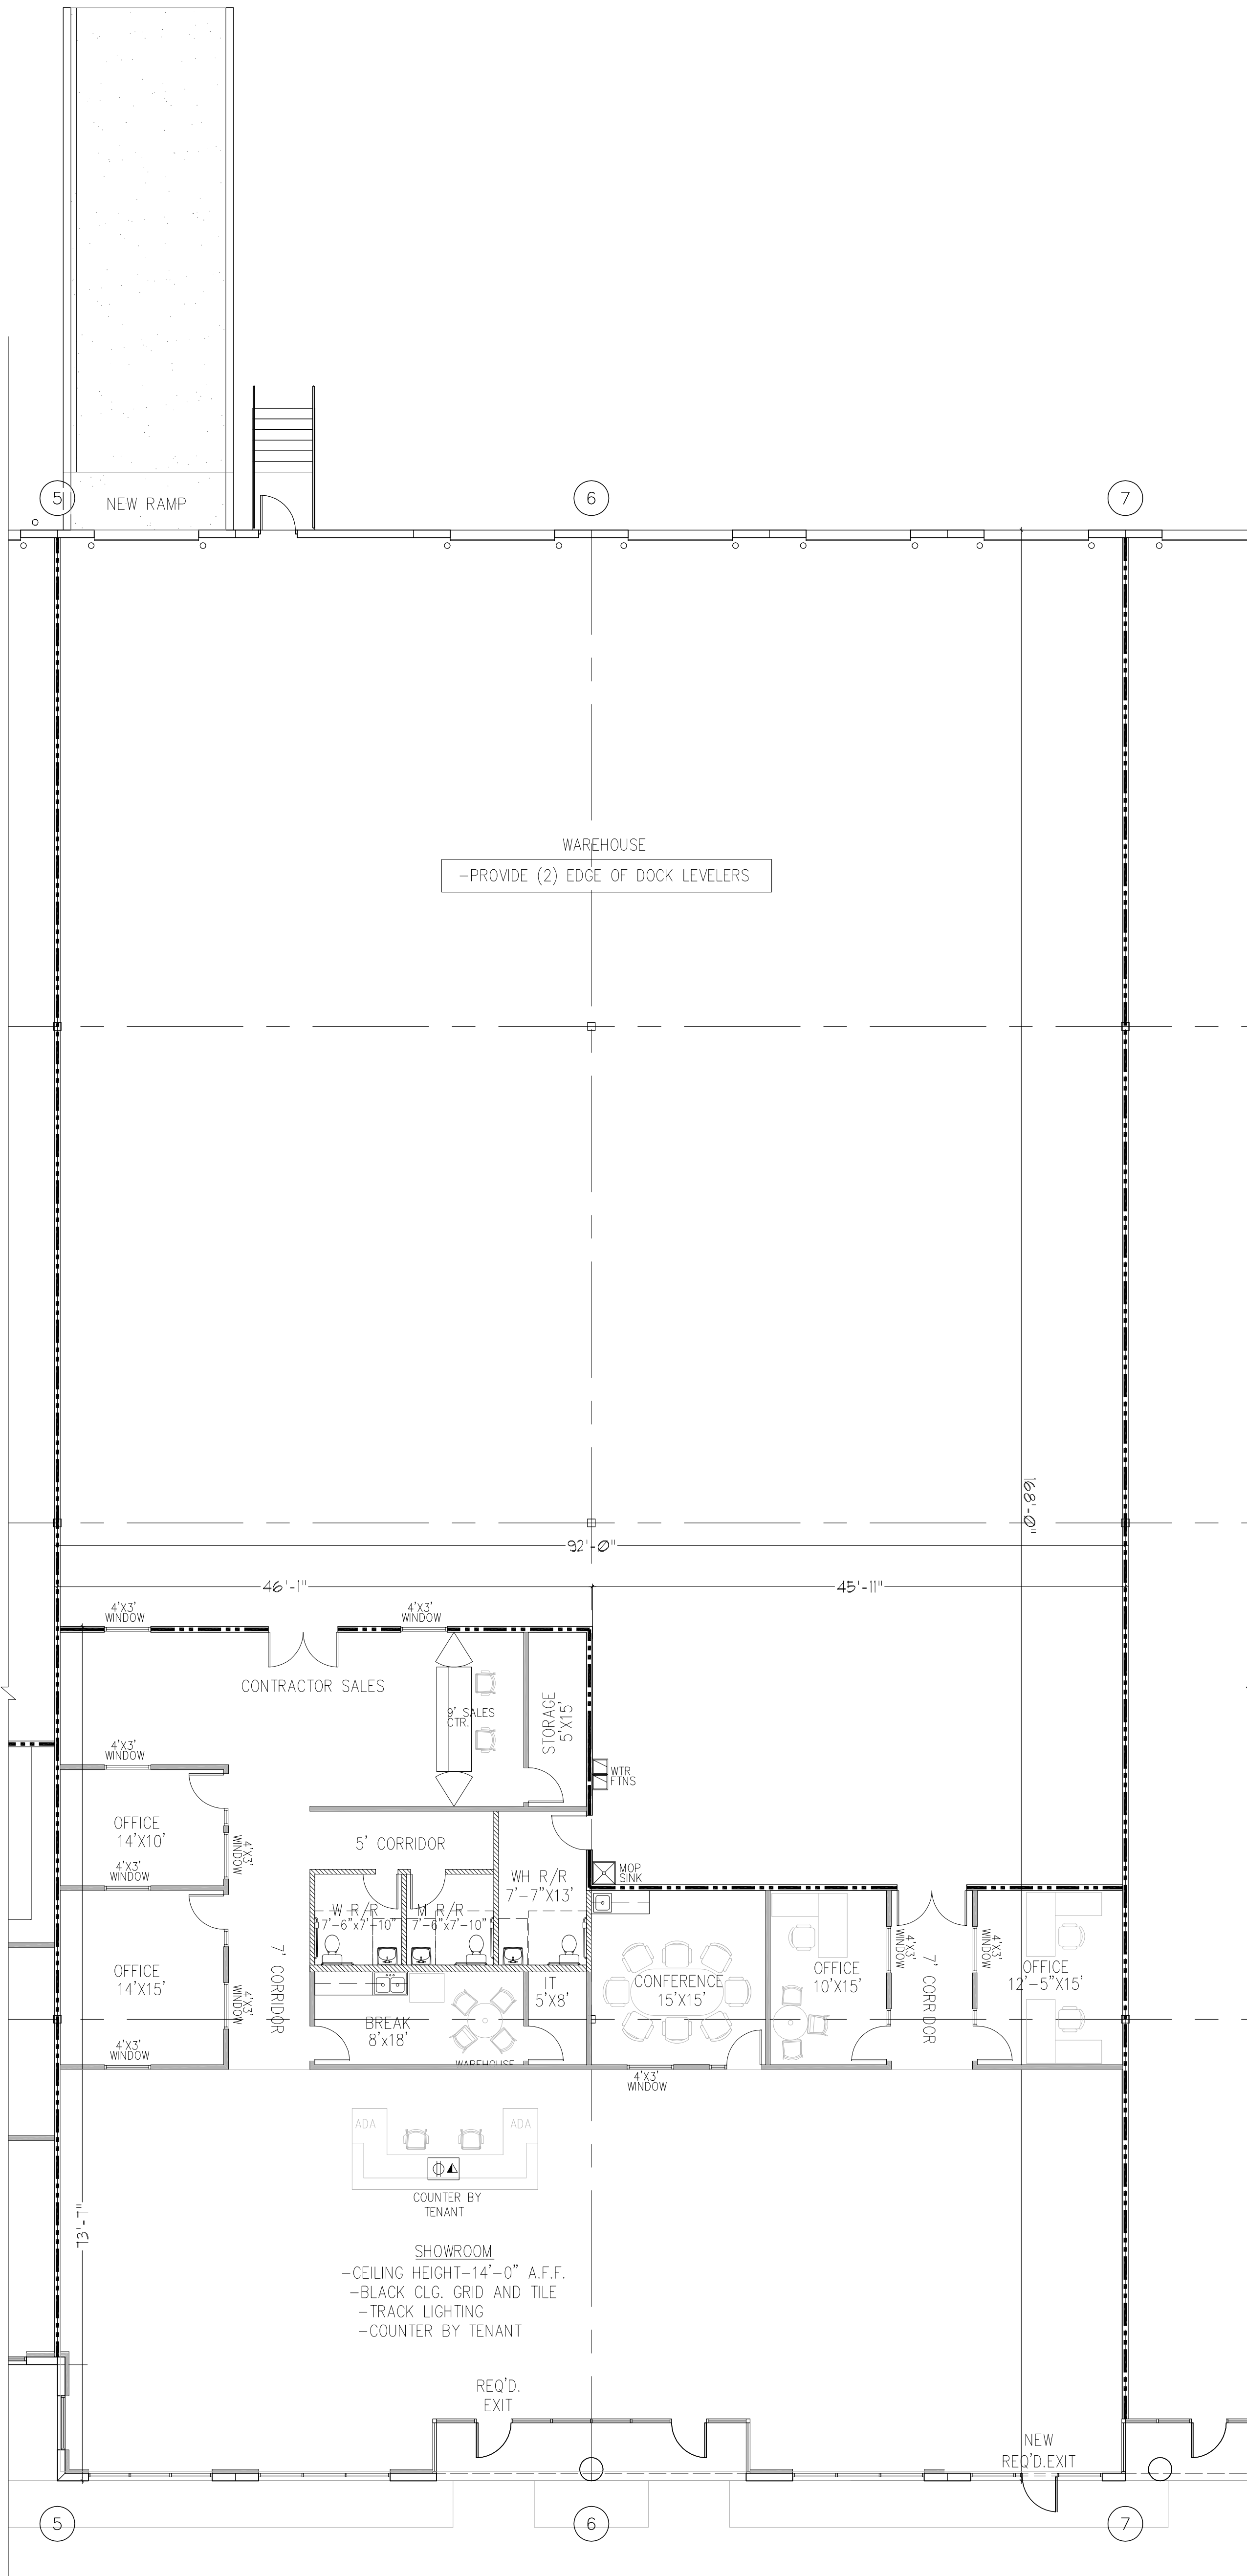 5
NEW RAMP
6
7
WAREHOUSE
-PROVIDE (2) EDGE OF DOCK LEVELERS
168'-0"
92'-0"
46'-1"
45'-11"
4'X3'
WINDOW
4'X3'
WINDOW
CONTRACTOR SALES
9' SALES
CTR.
STORAGE
5'X15'
4'X3'
WINDOW
WTR
FTNS
OFFICE
14'X10'
4'X3'
WINDOW
4'X3'
WINDOW
5' CORRIDOR
WH R/R
7'-7"X13'
MOP
SINK
W R/R
7'-6"x7'-10"
M R/R
7'-6"x7'-10"
OFFICE
14'X15'
4'X3'
WINDOW
7' CORRIDOR
4'X3'
WINDOW
BREAK
8'x18'
WAREHOUSE
IT
5'X8'
CONFERENCE
15'X15'
4'X3'
WINDOW
OFFICE
10'X15'
4'X3'
WINDOW
7' CORRIDOR
4'X3'
WINDOW
OFFICE
12'-5"X15'
ADA
ADA
COUNTER BY
TENANT
73'-7"
SHOWROOM
-CEILING HEIGHT-14'-0" A.F.F.
-BLACK CLG. GRID AND TILE
-TRACK LIGHTING
-COUNTER BY TENANT
REQ'D.
EXIT
NEW
REQ'D.EXIT
5
6
7